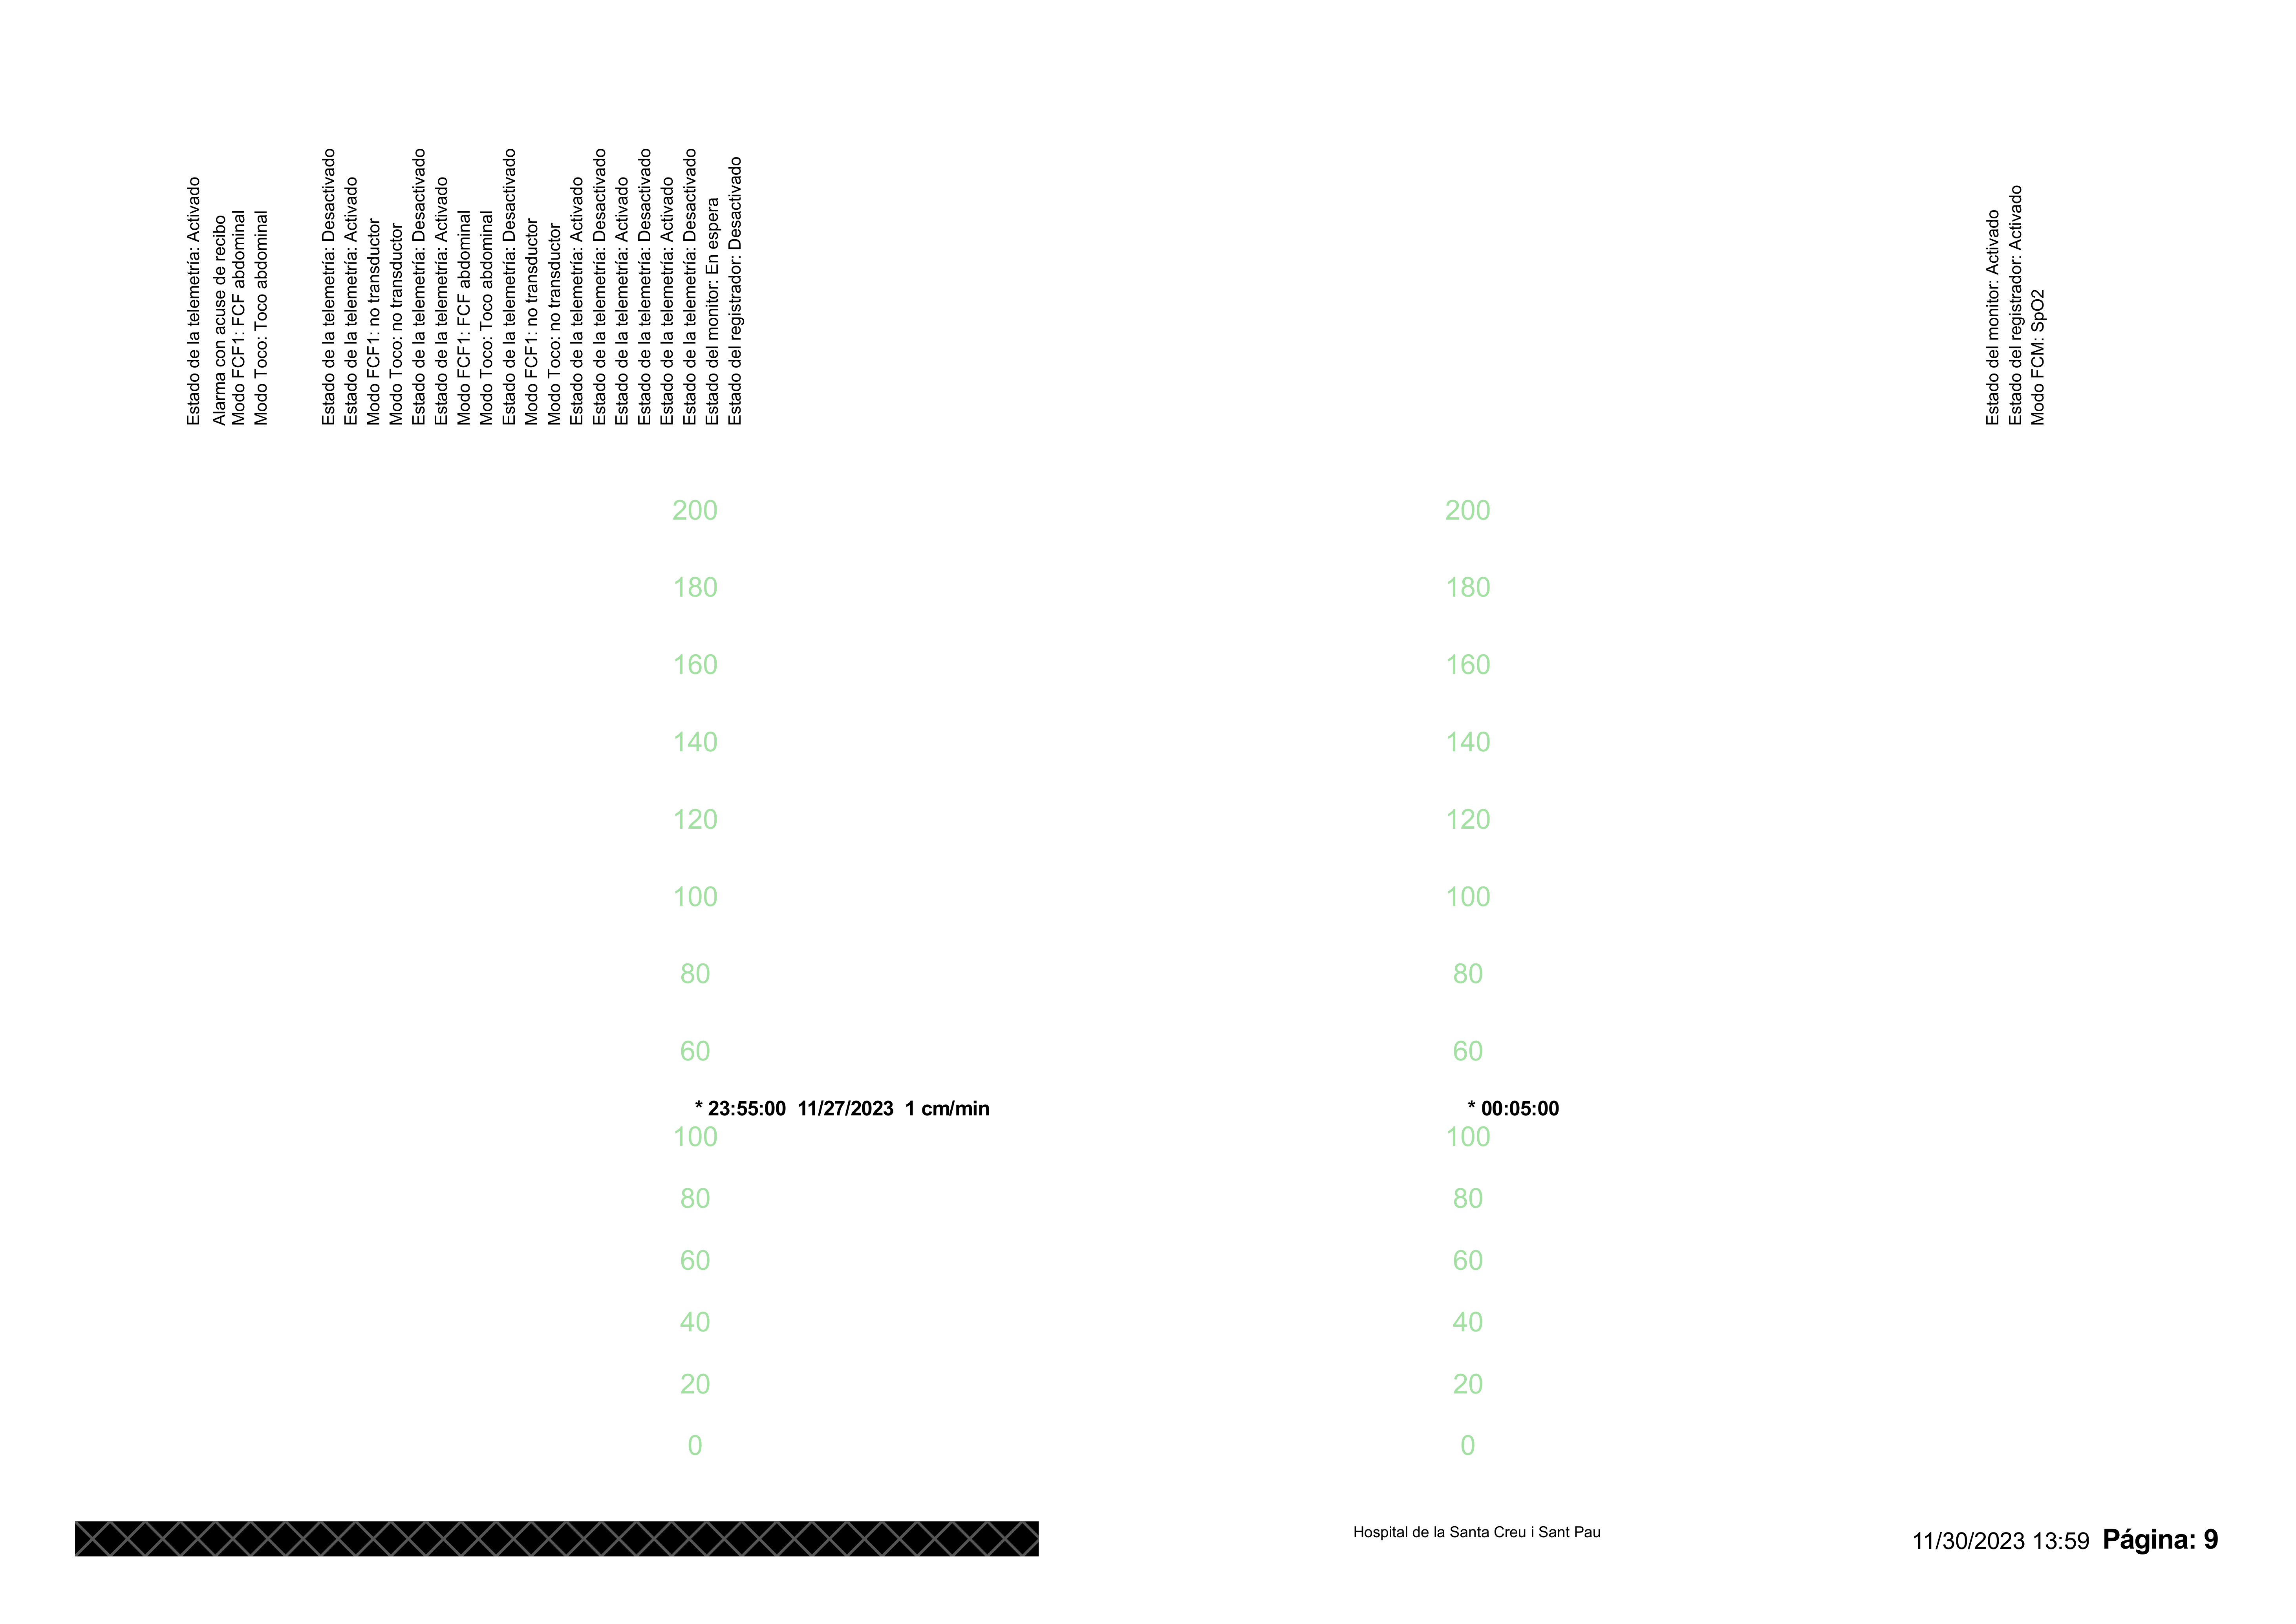 Estado de la telemetría: Activado
Alarma con acuse de recibo
Modo FCF1: FCF abdominal
Modo Toco: Toco abdominal
Estado de la telemetría: Desactivado
Estado de la telemetría: Activado
Modo FCF1: no transductor
Modo Toco: no transductor
Estado de la telemetría: Desactivado
Estado de la telemetría: Activado
Modo FCF1: FCF abdominal
Modo Toco: Toco abdominal
Estado de la telemetría: Desactivado
Modo FCF1: no transductor
Modo Toco: no transductor
Estado de la telemetría: Activado
Estado de la telemetría: Desactivado
Estado de la telemetría: Activado
Estado de la telemetría: Desactivado
Estado de la telemetría: Activado
Estado de la telemetría: Desactivado
Estado del monitor: En espera
Estado del registrador: Desactivado
Estado del monitor: Activado
Estado del registrador: Activado
Modo FCM: SpO2
200 200
180 180
160 160
140 140
120 120
100 100
80 80
60 60
* 23:55:00 11/27/2023 1 cm/min * 00:05:00
100 100
80 80
60 60
40 40
20 20
0 0
Hospital de la Santa Creu i Sant Pau
11/30/2023 13:59 Página: 9